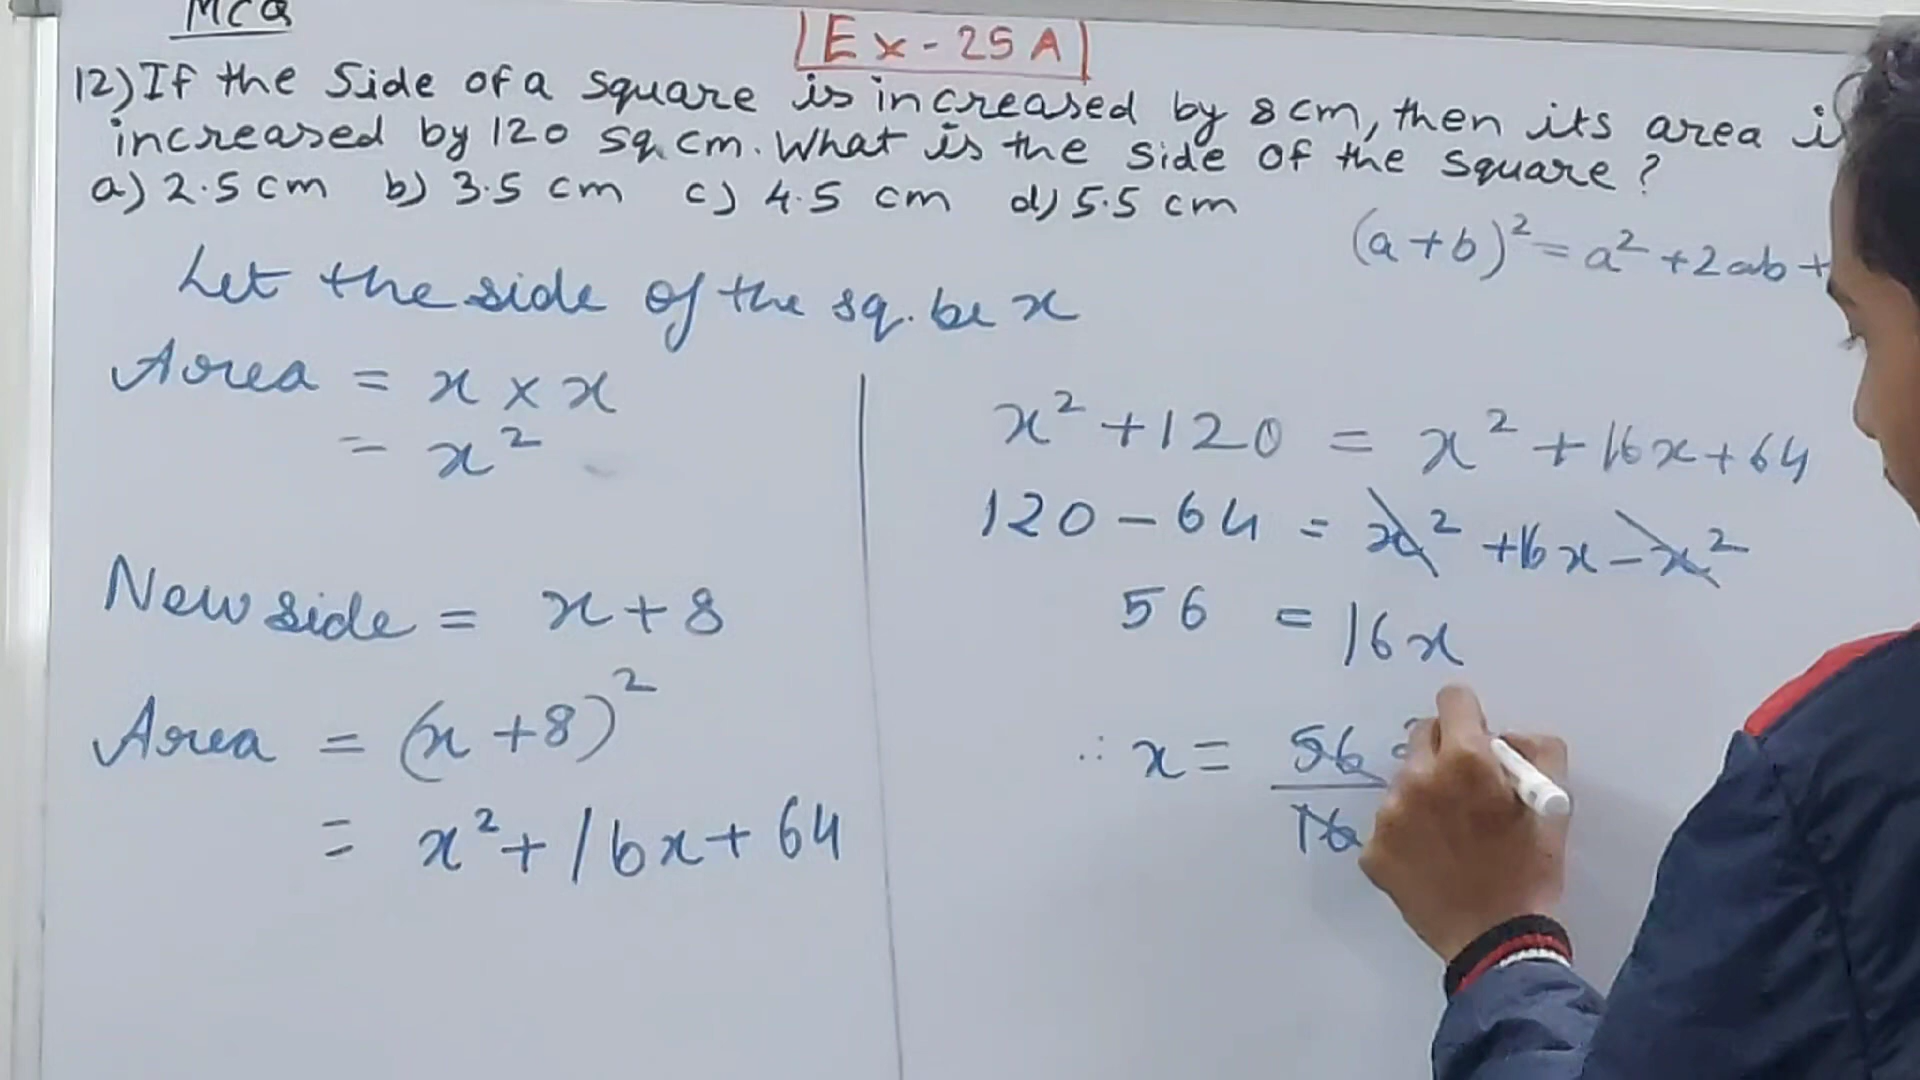 MCQ
Ex-25A
12) If the side of a square is increased by 8 cm, then its area
increased by 120 sq. cm. What is the side of the square?
a) 2.5 cm b) 3.5 cm c) 4.5 cm d) 5.5 cm
(a+b)² = a² + 2ab +
Let the side of the sq. be x
Area = x × x
= x²
New side = x + 8
Area = (x + 8)²
= x² + 16x + 64
x² + 120 = x² + 16x + 64
120 - 64 = x² + 16x - x²
56 = 16x
∴ x = 56
16